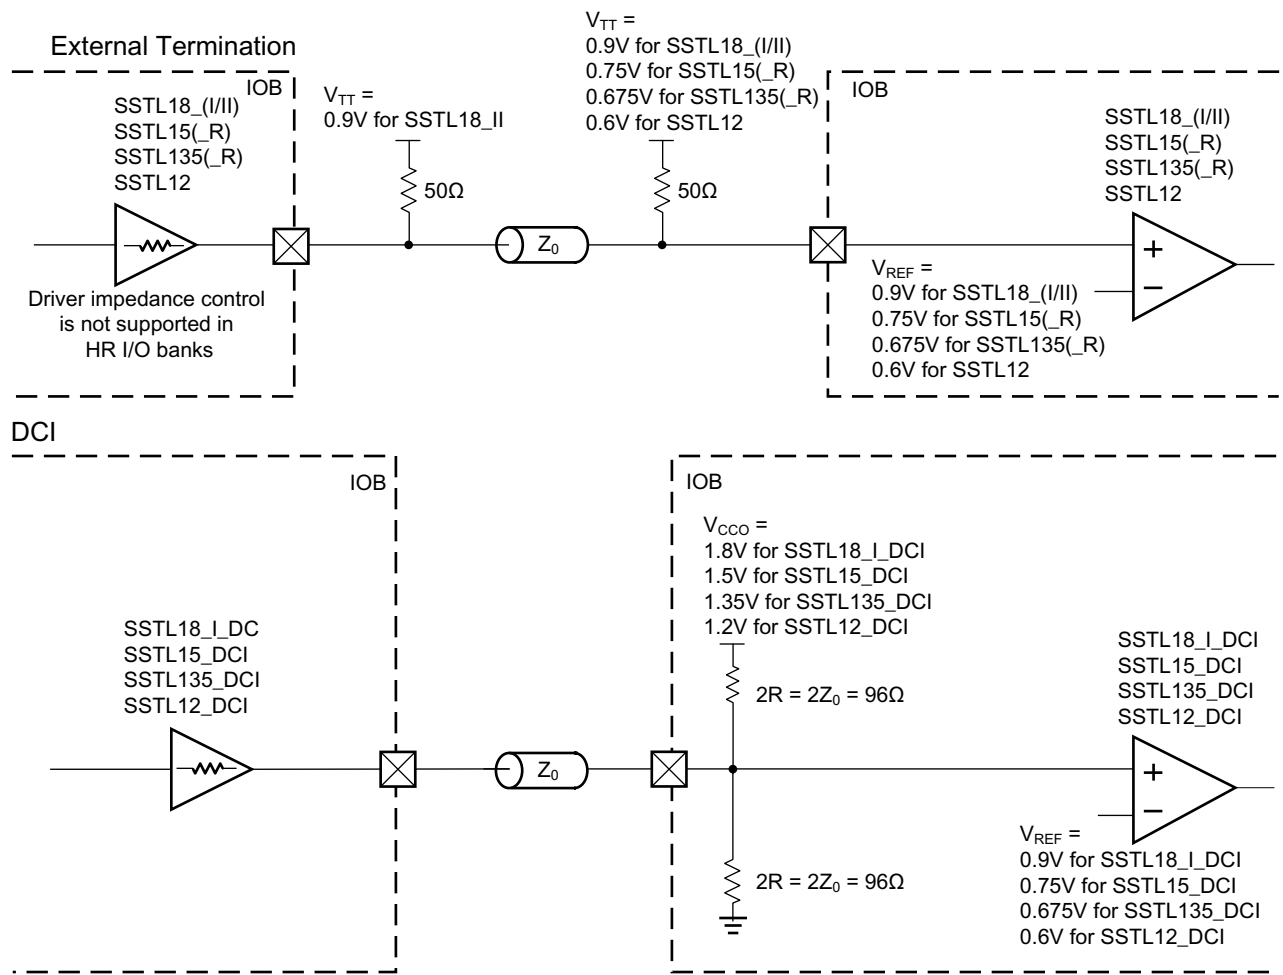 External Termination
IOB
SSTL18_(I/II)
SSTL15(_R)
SSTL135(_R)
SSTL12
Driver impedance control
is not supported in
HR I/O banks
VTT =
0.9V for SSTL18_II
50Ω
Z0
VTT =
0.9V for SSTL18_(I/II)
0.75V for SSTL15(_R)
0.675V for SSTL135(_R)
0.6V for SSTL12
50Ω
IOB
SSTL18_(I/II)
SSTL15(_R)
SSTL135(_R)
SSTL12
+
−
VREF =
0.9V for SSTL18_(I/II)
0.75V for SSTL15(_R)
0.675V for SSTL135(_R)
0.6V for SSTL12
DCI
IOB
SSTL18_I_DC
SSTL15_DCI
SSTL135_DCI
SSTL12_DCI
Z0
IOB
VCCO =
1.8V for SSTL18_I_DCI
1.5V for SSTL15_DCI
1.35V for SSTL135_DCI
1.2V for SSTL12_DCI
2R = 2Z0 = 96Ω
2R = 2Z0 = 96Ω
SSTL18_I_DCI
SSTL15_DCI
SSTL135_DCI
SSTL12_DCI
+
−
VREF =
0.9V for SSTL18_I_DCI
0.75V for SSTL15_DCI
0.675V for SSTL135_DCI
0.6V for SSTL12_DCI